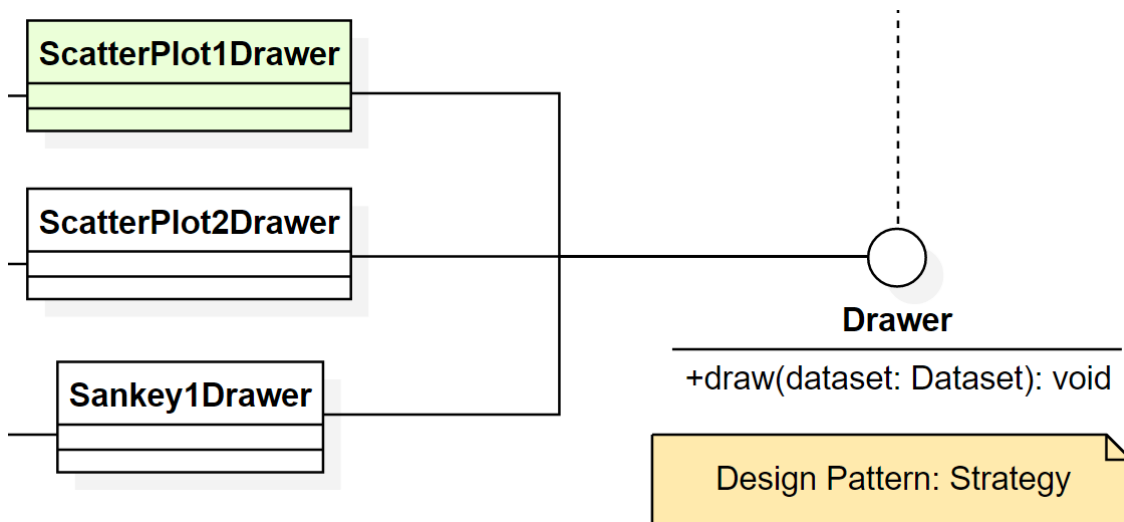 ScatterPlot1Drawer
ScatterPlot2Drawer
Drawer
+draw(dataset: Dataset): void
Sankey1Drawer
Design Pattern: Strategy